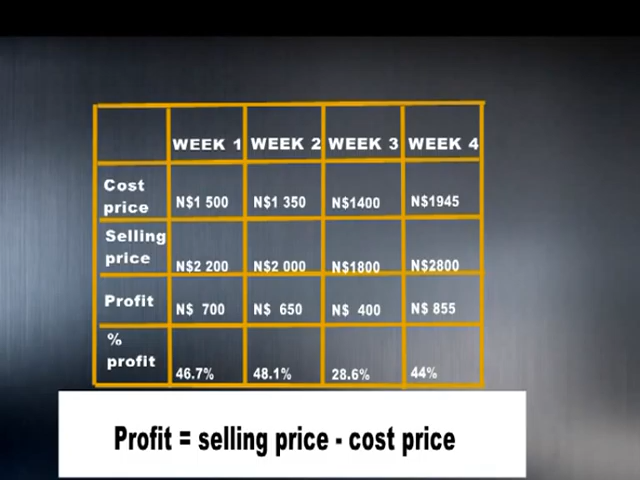 WEEK 1 WEEK 2 WEEK 3 WEEK 4
Cost
price
N$1 500 N$1 350 N$1400 N$1945
Selling
price
N$2 200 N$2 000 N$1800 N$2800
Profit
N$ 700 N$ 650 N$ 400 N$ 855
%
profit
46.7% 48.1% 28.6% 44%
Profit = selling price - cost price